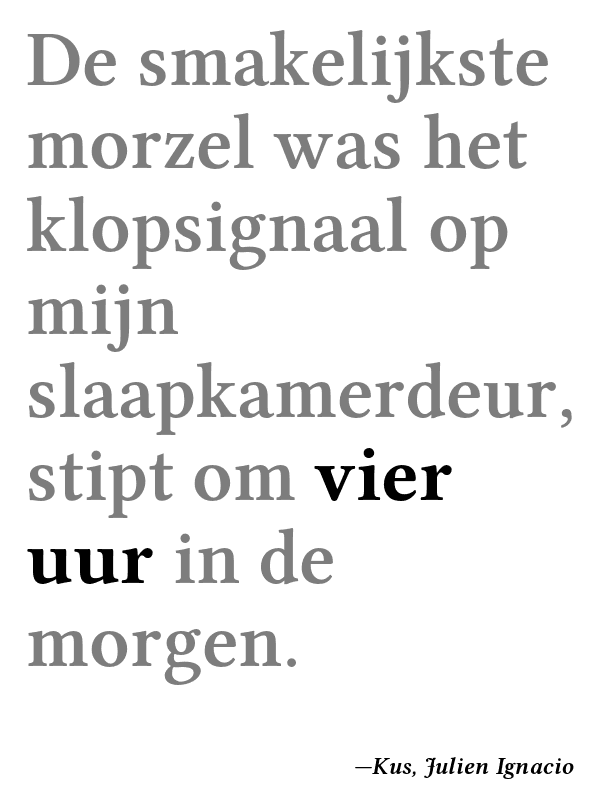 De smakelijkste
morzel was het
klopsignaal op
mijn
slaapkamerdeur,
stipt om vier
uur in de
morgen.
—Kus, Julien Ignacio